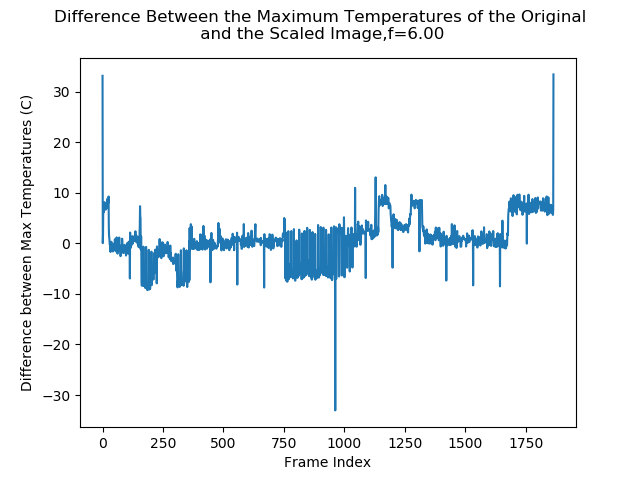 Difference Between the Maximum Temperatures of the Original
and the Scaled Image,f=6.00
Difference between Max Temperatures (C)
30
20
10
0
−10
−20
−30
0 250 500 750 1000 1250 1500 1750
Frame Index